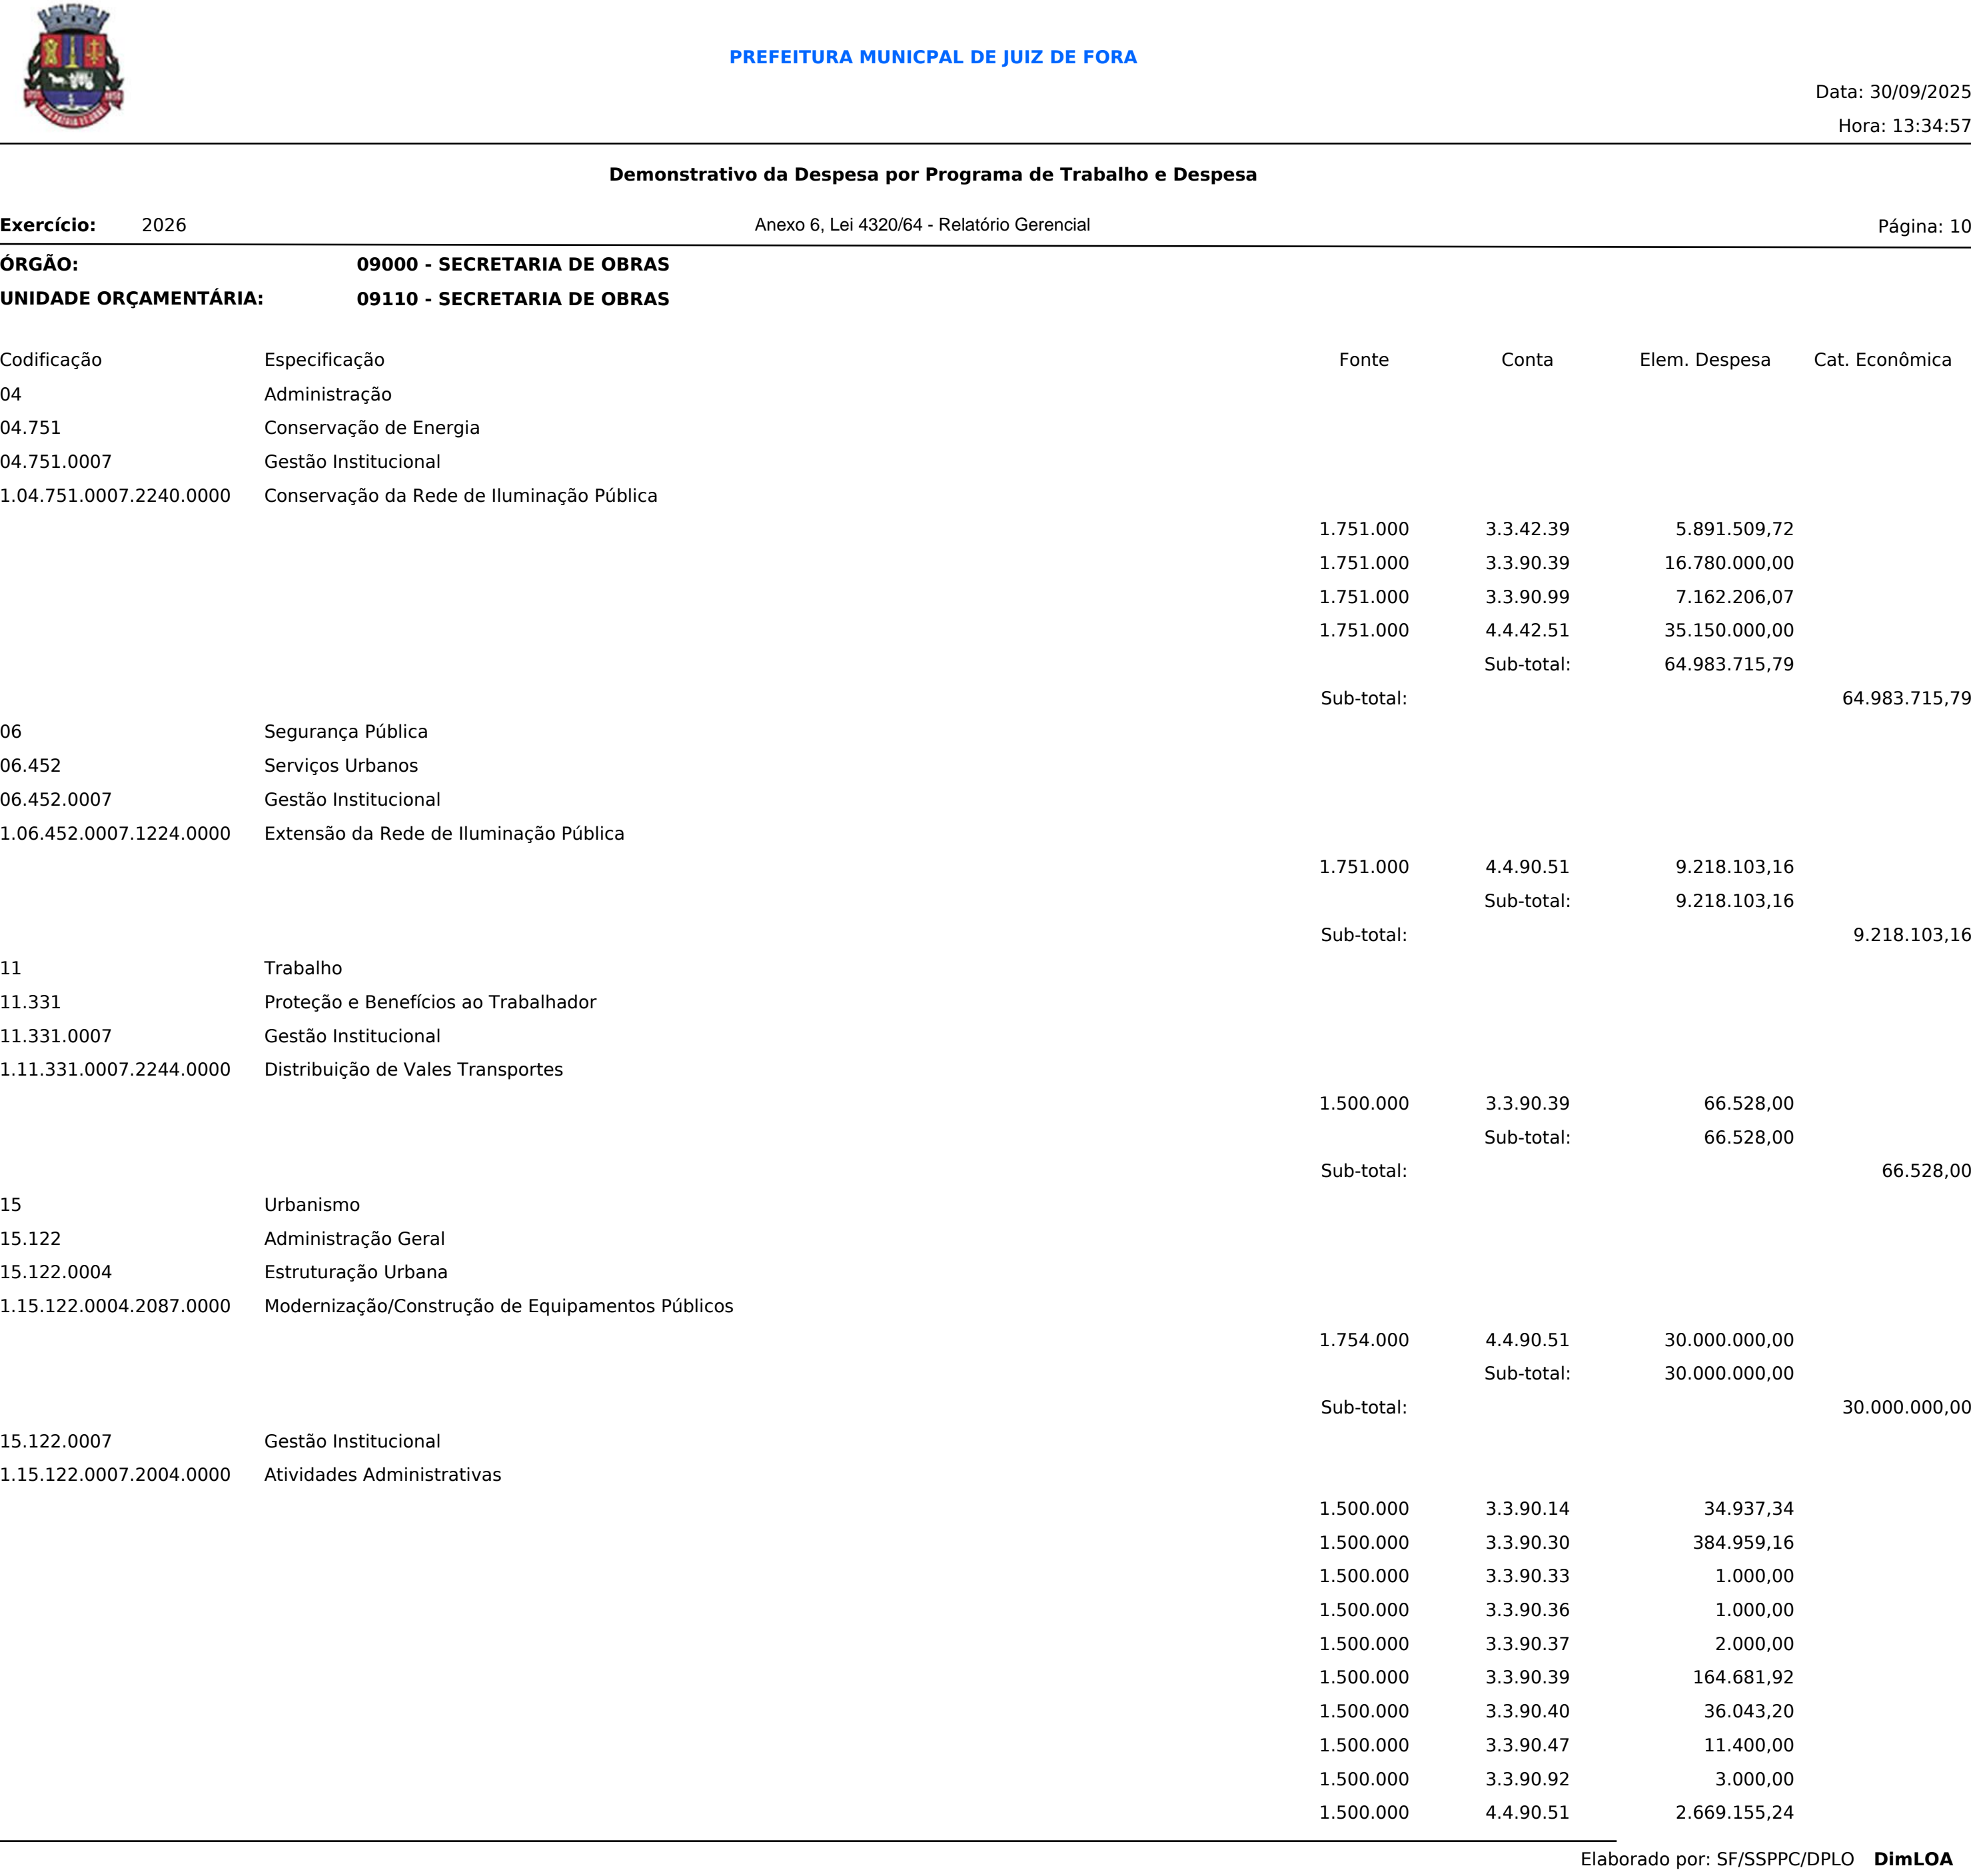 PREFEITURA MUNICPAL DE JUIZ DE FORA
Data: 30/09/2025
Hora: 13:34:57
Demonstrativo da Despesa por Programa de Trabalho e Despesa
Exercício: 2026 Anexo 6, Lei 4320/64 - Relatório Gerencial Página: 10
ÓRGÃO: 09000 - SECRETARIA DE OBRAS
UNIDADE ORÇAMENTÁRIA: 09110 - SECRETARIA DE OBRAS
Codificação Especificação Fonte Conta Elem. Despesa Cat. Econômica
04 Administração
04.751 Conservação de Energia
04.751.0007 Gestão Institucional
1.04.751.0007.2240.0000 Conservação da Rede de Iluminação Pública
1.751.000 3.3.42.39 5.891.509,72
1.751.000 3.3.90.39 16.780.000,00
1.751.000 3.3.90.99 7.162.206,07
1.751.000 4.4.42.51 35.150.000,00
Sub-total: 64.983.715,79
Sub-total: 64.983.715,79
06 Segurança Pública
06.452 Serviços Urbanos
06.452.0007 Gestão Institucional
1.06.452.0007.1224.0000 Extensão da Rede de Iluminação Pública
1.751.000 4.4.90.51 9.218.103,16
Sub-total: 9.218.103,16
Sub-total: 9.218.103,16
11 Trabalho
11.331 Proteção e Benefícios ao Trabalhador
11.331.0007 Gestão Institucional
1.11.331.0007.2244.0000 Distribuição de Vales Transportes
1.500.000 3.3.90.39 66.528,00
Sub-total: 66.528,00
Sub-total: 66.528,00
15 Urbanismo
15.122 Administração Geral
15.122.0004 Estruturação Urbana
1.15.122.0004.2087.0000 Modernização/Construção de Equipamentos Públicos
1.754.000 4.4.90.51 30.000.000,00
Sub-total: 30.000.000,00
Sub-total: 30.000.000,00
15.122.0007 Gestão Institucional
1.15.122.0007.2004.0000 Atividades Administrativas
1.500.000 3.3.90.14 34.937,34
1.500.000 3.3.90.30 384.959,16
1.500.000 3.3.90.33 1.000,00
1.500.000 3.3.90.36 1.000,00
1.500.000 3.3.90.37 2.000,00
1.500.000 3.3.90.39 164.681,92
1.500.000 3.3.90.40 36.043,20
1.500.000 3.3.90.47 11.400,00
1.500.000 3.3.90.92 3.000,00
1.500.000 4.4.90.51 2.669.155,24
Elaborado por: SF/SSPPC/DPLO DimLOA